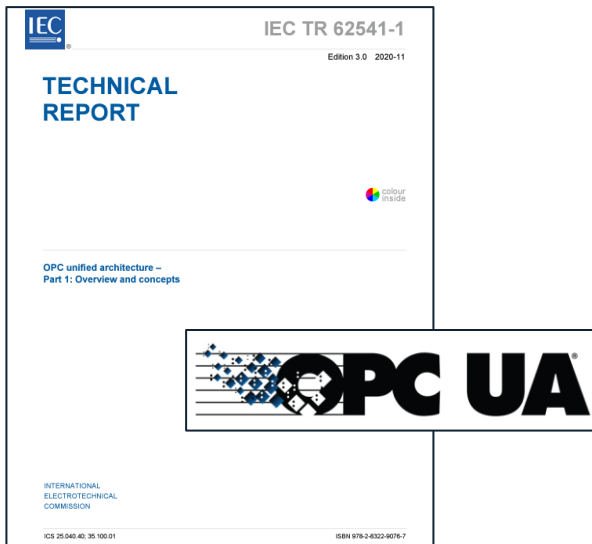 IEC
®
IEC TR 62541-1
Edition 3.0 2020-11
TECHNICAL
REPORT
colour
inside
OPC unified architecture –
Part 1: Overview and concepts
OPC UA®
INTERNATIONAL
ELECTROTECHNICAL
COMMISSION
ICS 25.040.40; 35.100.01
ISBN 978-2-8322-9076-7